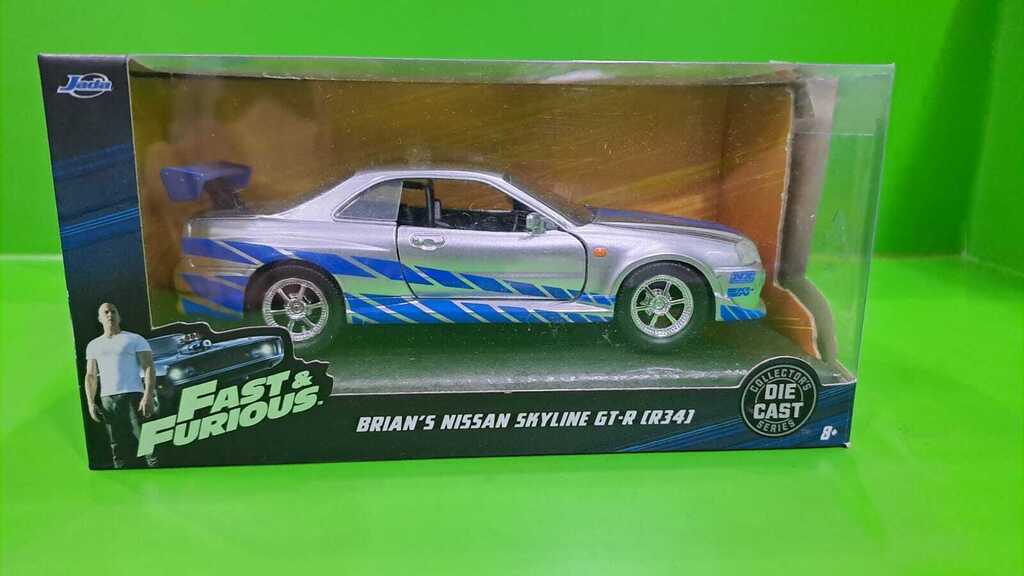 Jada
FAST &
FURIOUS
BRIAN'S NISSAN SKYLINE GT-R (R34)
COLLECTOR'S
DIE
CAST
SERIES
8+